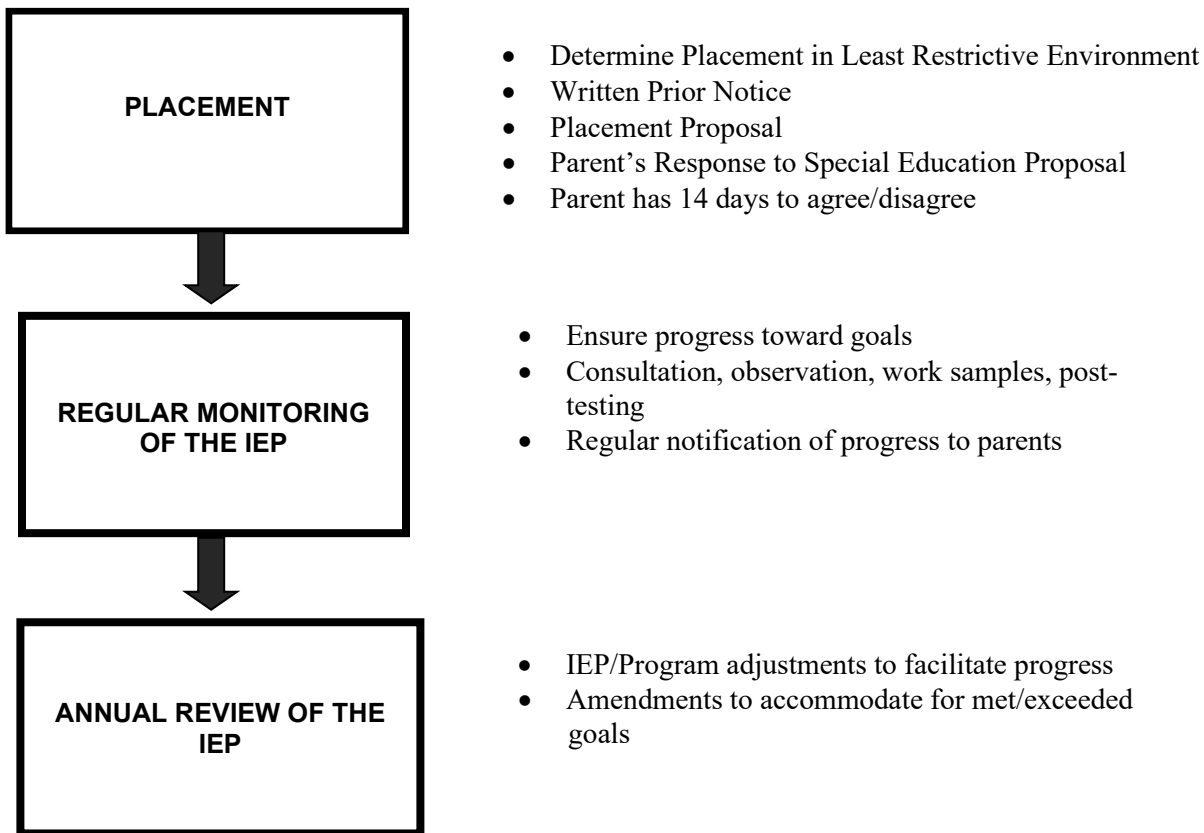 PLACEMENT
• Determine Placement in Least Restrictive Environment
• Written Prior Notice
• Placement Proposal
• Parent’s Response to Special Education Proposal
• Parent has 14 days to agree/disagree
REGULAR MONITORING
OF THE IEP
• Ensure progress toward goals
• Consultation, observation, work samples, post-
testing
• Regular notification of progress to parents
ANNUAL REVIEW OF THE
IEP
• IEP/Program adjustments to facilitate progress
• Amendments to accommodate for met/exceeded
goals